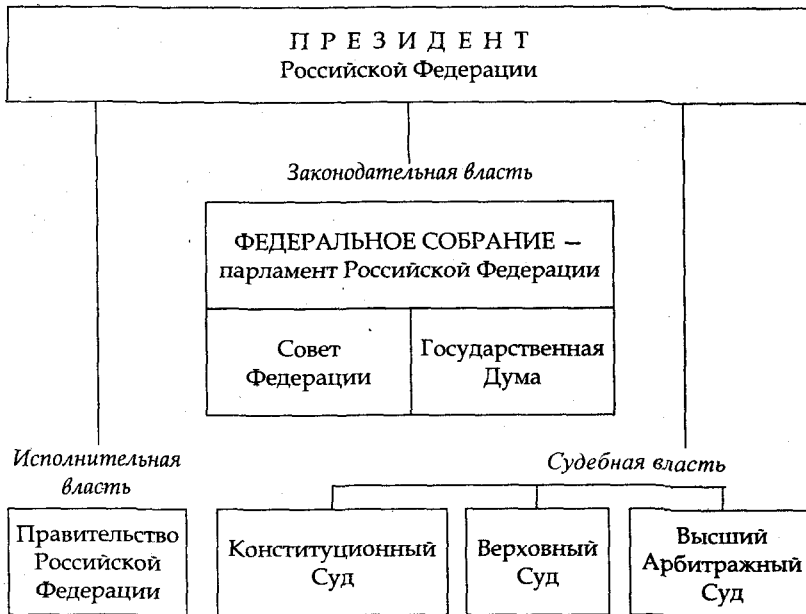 ПРЕЗИДЕНТ
Российской Федерации
Законодательная власть
ФЕДЕРАЛЬНОЕ СОБРАНИЕ —
парламент Российской Федерации
Совет
Федерации
Государственная
Дума
Исполнительная
власть
Судебная власть
Правительство
Российской
Федерации
Конституционный
Суд
Верховный
Суд
Высший
Арбитражный
Суд